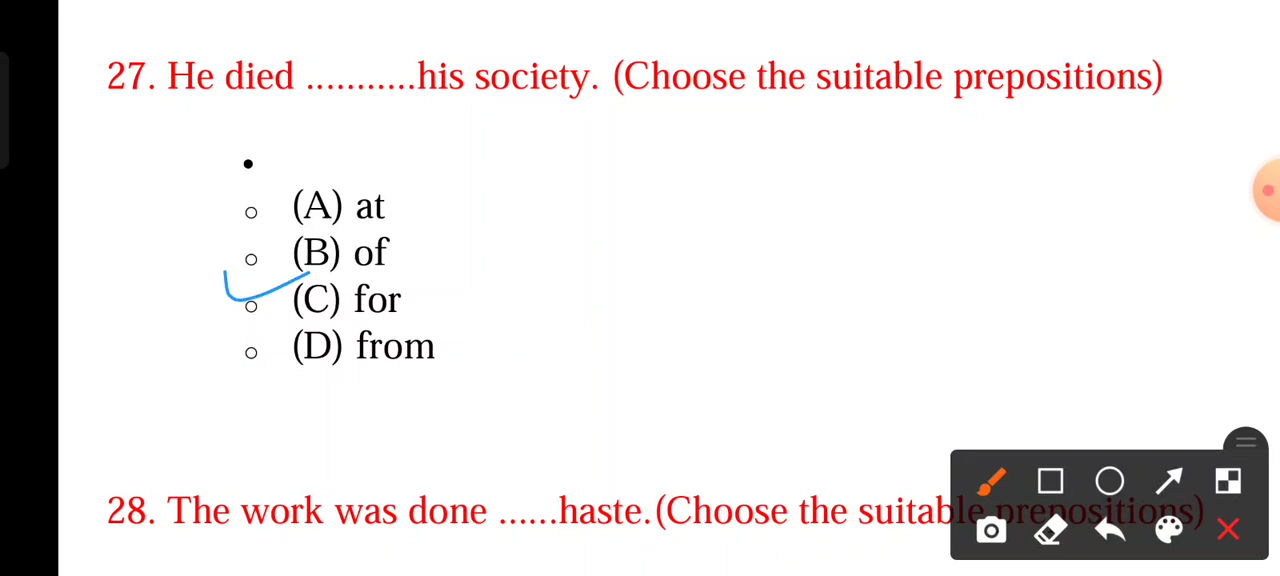 27. He died ...........his society. (Choose the suitable prepositions)
(A) at
(B) of
(C) for
(D) from
28. The work was done ......haste.(Choose the suitable prepositions)